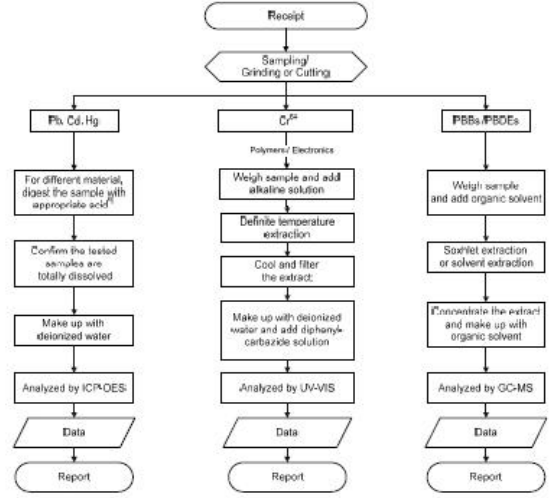 Receipt
Sampling/
Grinding or Cutting
Pb, Cd, Hg
Cr6+
PBBs/PBDEs
Polymers/ Electronics
For different material,
digest the sample with
appropriate acid
Weigh sample and add
alkaline solution
Weigh sample
and add organic solvent
Definite temperature
extraction
Confirm the tested
samples are
totally dissolved
Cool and filter
the extract
Soxhlet extraction
or solvent extraction
Make up with
deionized water
Make up with deionized
water and add diphenyl-
carbazide solution
Concentrate the extract
and make up with
organic solvent
Analyzed by ICP-OES
Analyzed by UV-VIS
Analyzed by GC-MS
Data
Data
Data
Report
Report
Report